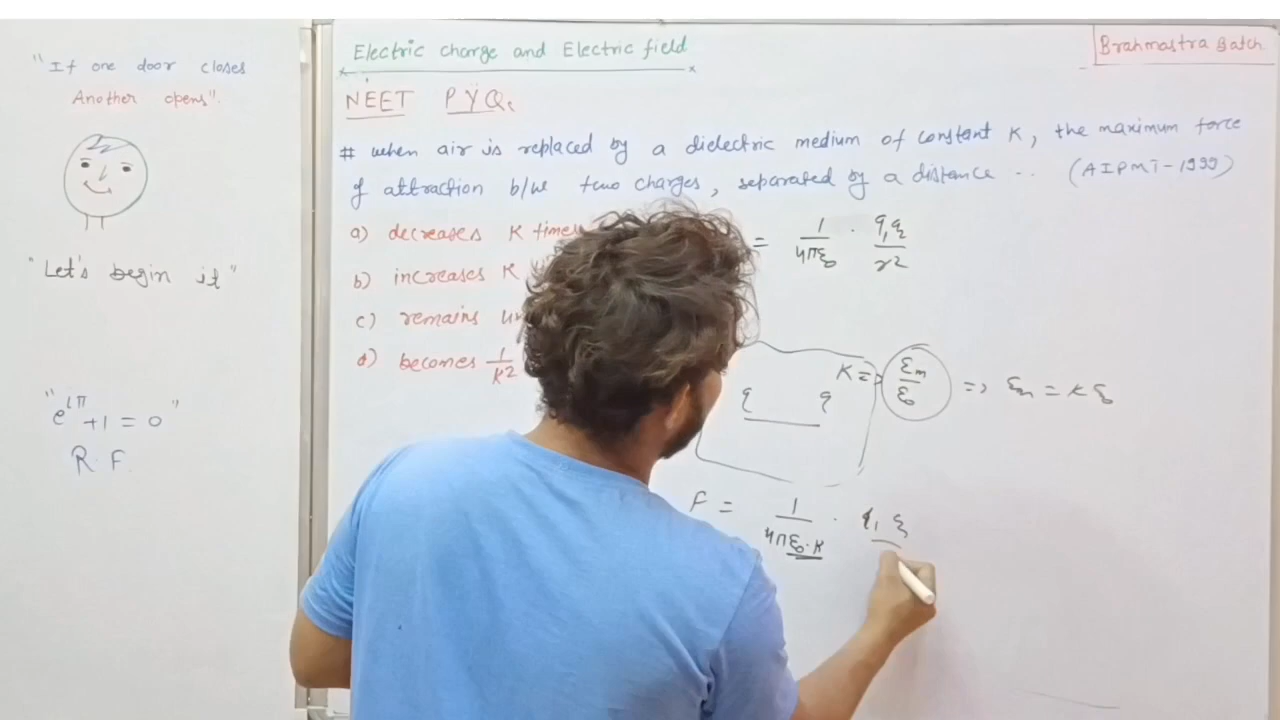 "If one door closes
Another opens".
"Let's begin it"
"e^iπ +1 = 0"
R. F.
Electric charge and Electric field
Brahmastra Batch
NEET PYQs
# when air is replaced by a dielectric medium of constant K, the maximum force
of attraction b/w two charges, separated by a distance .. (AIPMT-1999)
a) decreases K times
b) increases K
c) remains
d) becomes 1/K2
= 1/4πε0 . q1q2/r2
q q
K => εm/ε0 => εm = K ε0
F = 1/4πε0.K . q1 q2